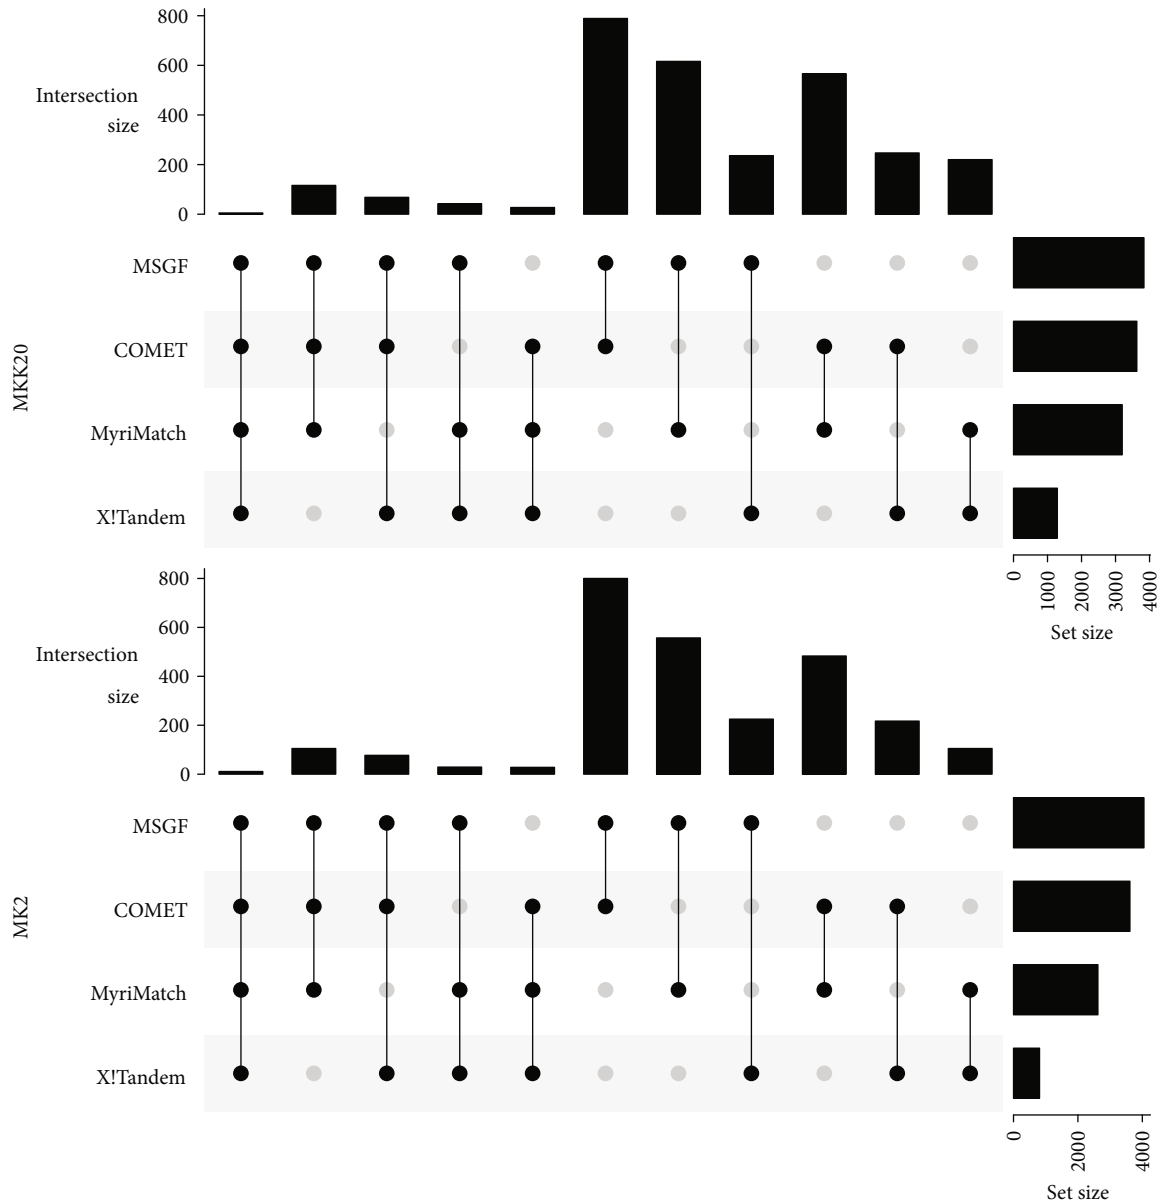 800
600
400
200
0
Intersection
size
MKK20
MSGF
COMET
MyriMatch
X!Tandem
0
1000
2000
3000
4000
Set size
800
600
400
200
0
Intersection
size
MK2
MSGF
COMET
MyriMatch
X!Tandem
0
2000
4000
Set size